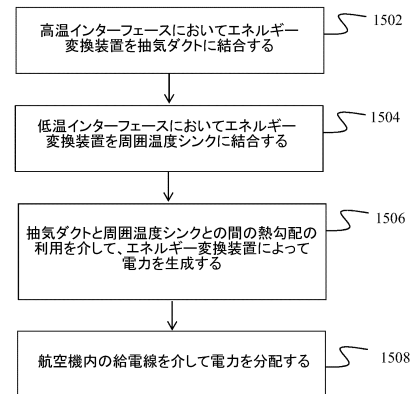 高温インターフェースにおいてエネルギー
変換装置を抽気ダクトに結合する
1502
低温インターフェースにおいてエネルギー
変換装置を周囲温度シンクに結合する
1504
抽気ダクトと周囲温度シンクとの間の熱勾配の
利用を介して、エネルギー変換装置によって
電力を生成する
1506
航空機内の給電線を介して電力を分配する
1508